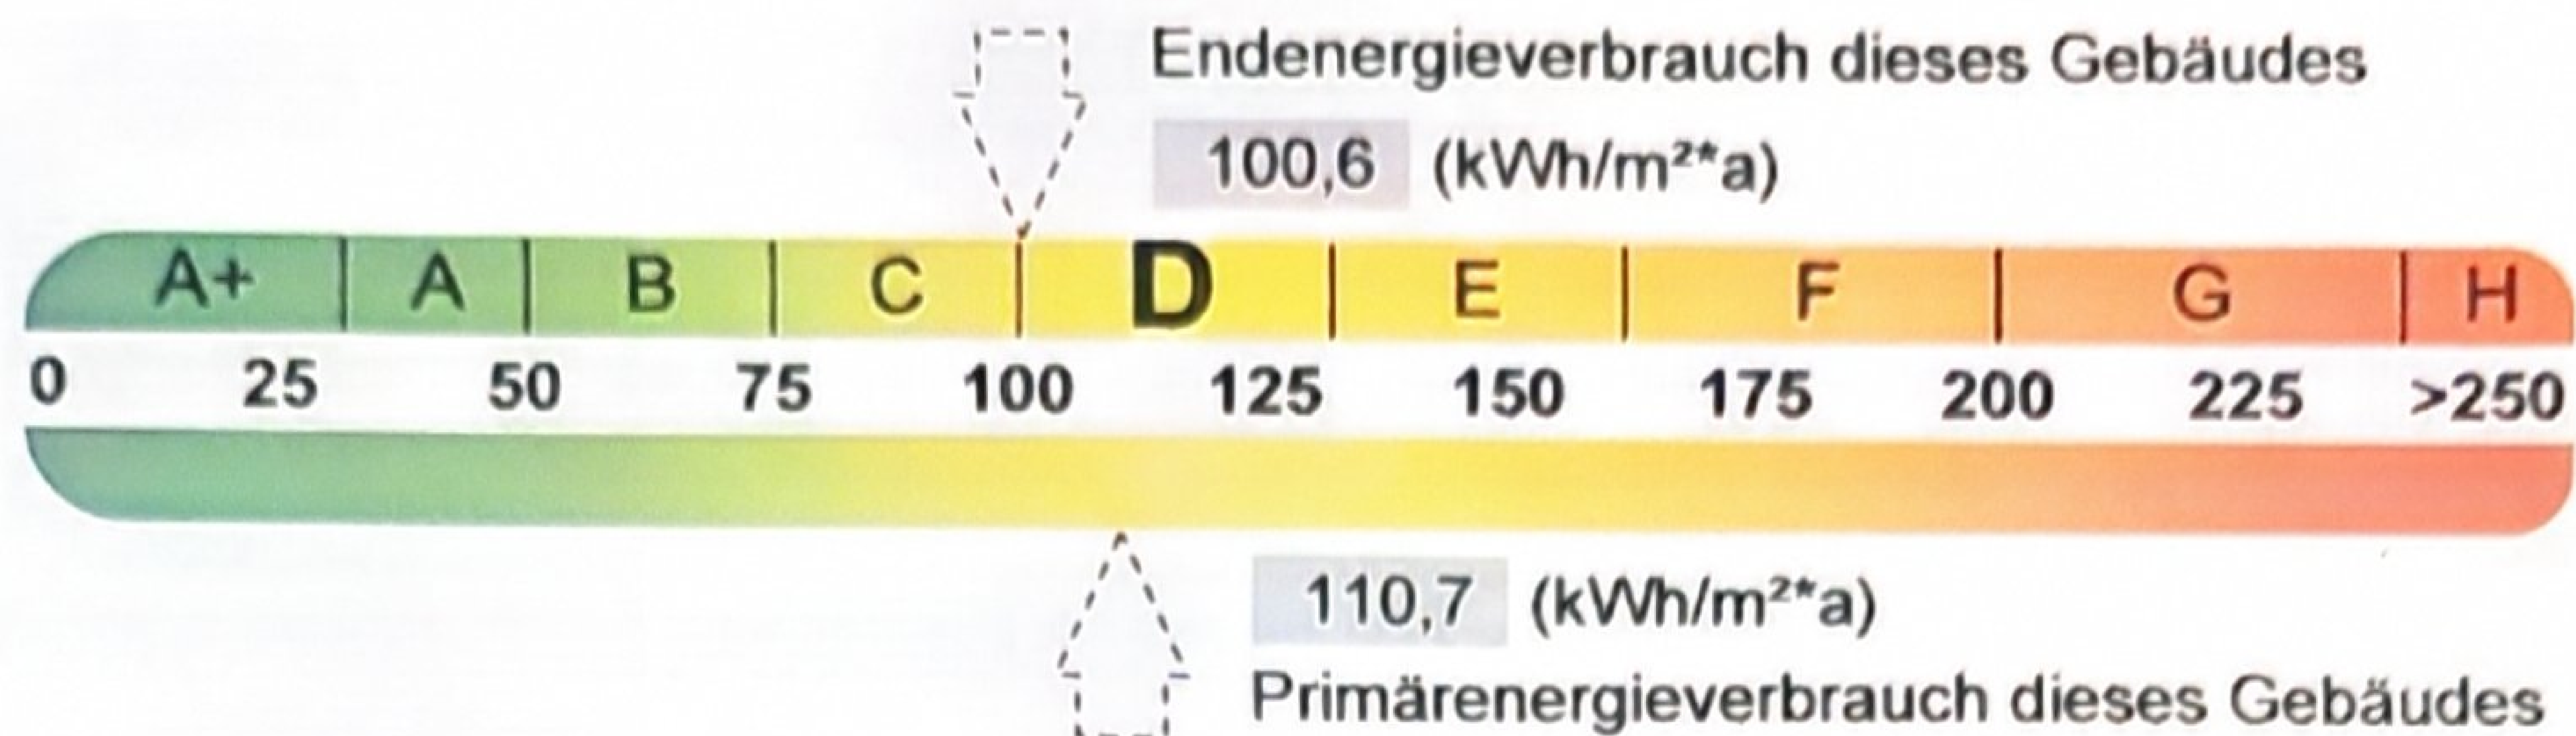 Endenergieverbrauch dieses Gebäudes
100,6 (kWh/m²*a)
A+ A B C D E F G H
0 25 50 75 100 125 150 175 200 225 >250
110,7 (kWh/m²*a)
Primärenergieverbrauch dieses Gebäudes